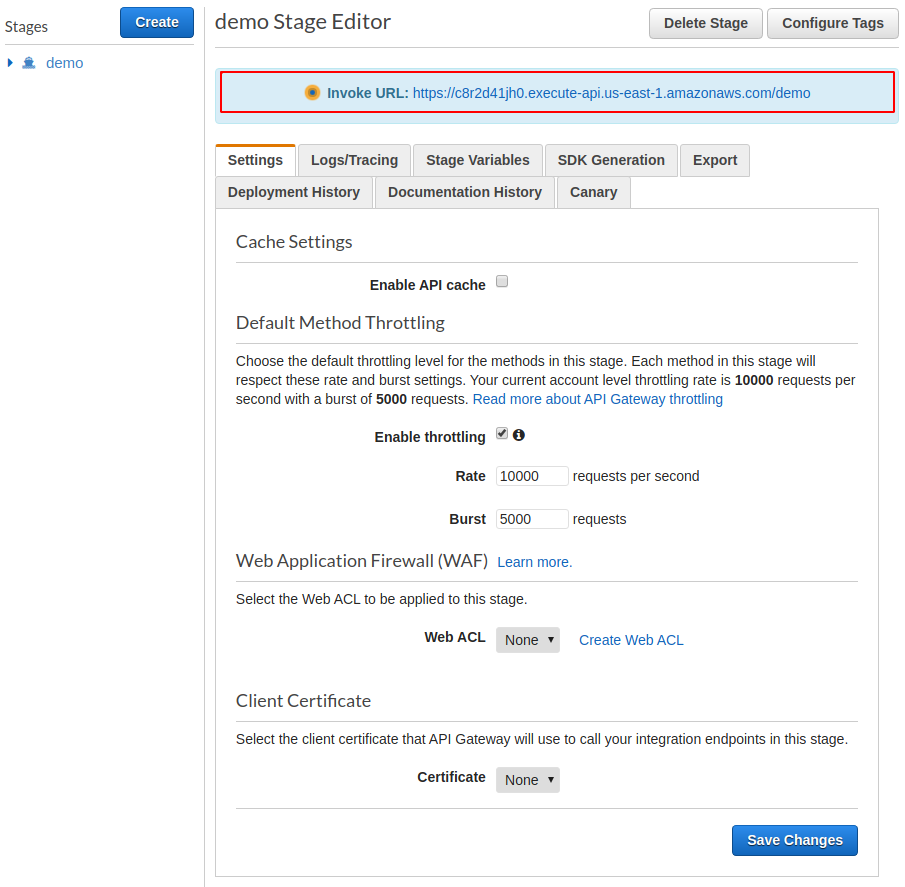 Stages
Create
demo
demo Stage Editor
Delete Stage
Configure Tags
Invoke URL: https://c8r2d41jh0.execute-api.us-east-1.amazonaws.com/demo
Settings
Logs/Tracing
Stage Variables
SDK Generation
Export
Deployment History
Documentation History
Canary
Cache Settings
Enable API cache
Default Method Throttling
Choose the default throttling level for the methods in this stage. Each method in this stage will
respect these rate and burst settings. Your current account level throttling rate is 10000 requests per
second with a burst of 5000 requests. Read more about API Gateway throttling
Enable throttling
Rate 10000 requests per second
Burst 5000 requests
Web Application Firewall (WAF) Learn more.
Select the Web ACL to be applied to this stage.
Web ACL None Create Web ACL
Client Certificate
Select the client certificate that API Gateway will use to call your integration endpoints in this stage.
Certificate None
Save Changes